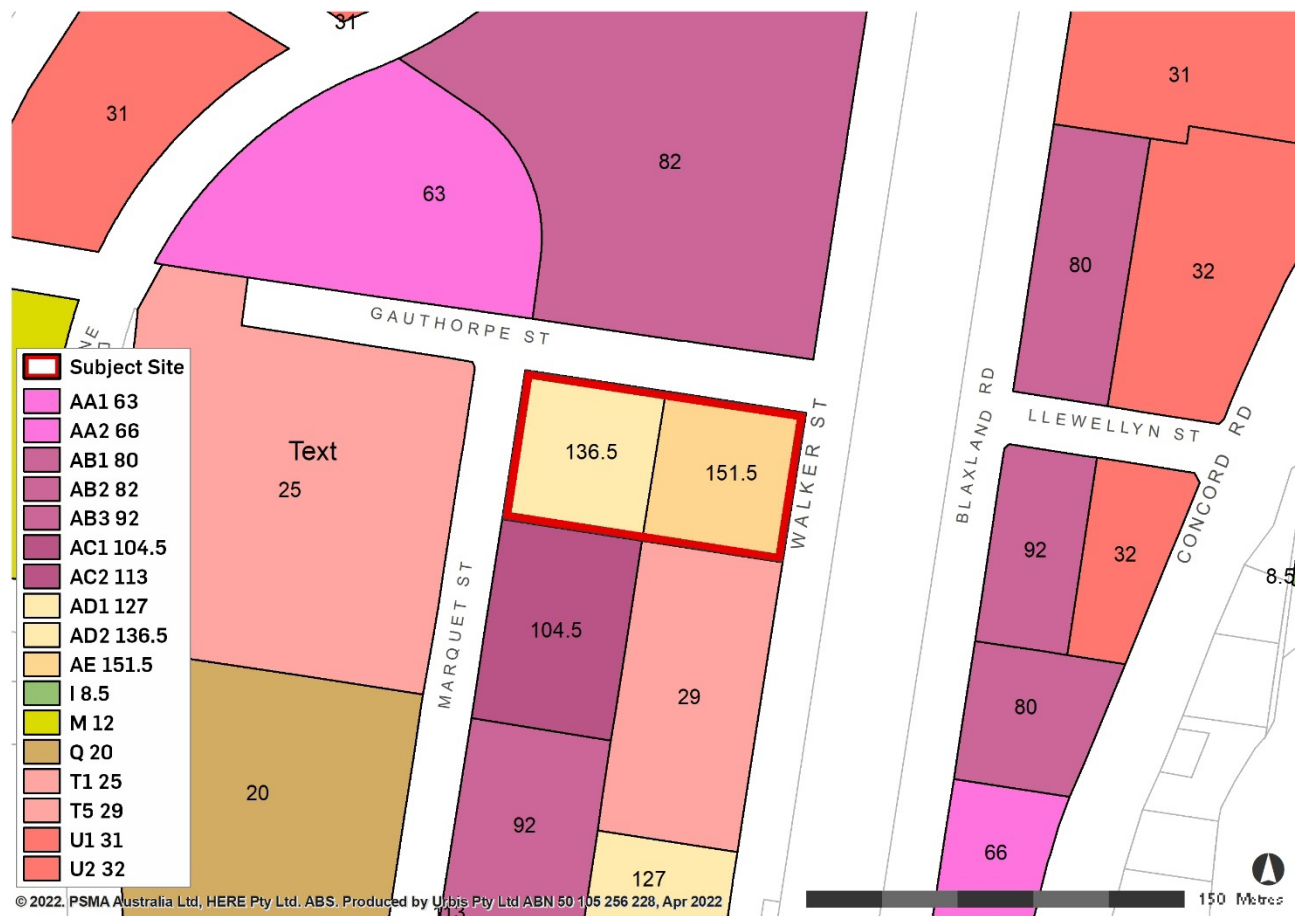 31
31
31
82
63
80
32
GAUTHORPE ST
LLEWELLYN ST
BLAXLAND RD
CONCORD RD
WALKER ST
MARQUET ST
NE
Text
25
136.5
151.5
92
32
8.5
104.5
29
80
20
92
127
66
113
Subject Site
AA1 63
AA2 66
AB1 80
AB2 82
AB3 92
AC1 104.5
AC2 113
AD1 127
AD2 136.5
AE 151.5
I 8.5
M 12
Q 20
T1 25
T5 29
U1 31
U2 32
© 2022. PSMA Australia Ltd, HERE Pty Ltd. ABS. Produced by Urbis Pty Ltd ABN 50 105 256 228, Apr 2022
150 Metres